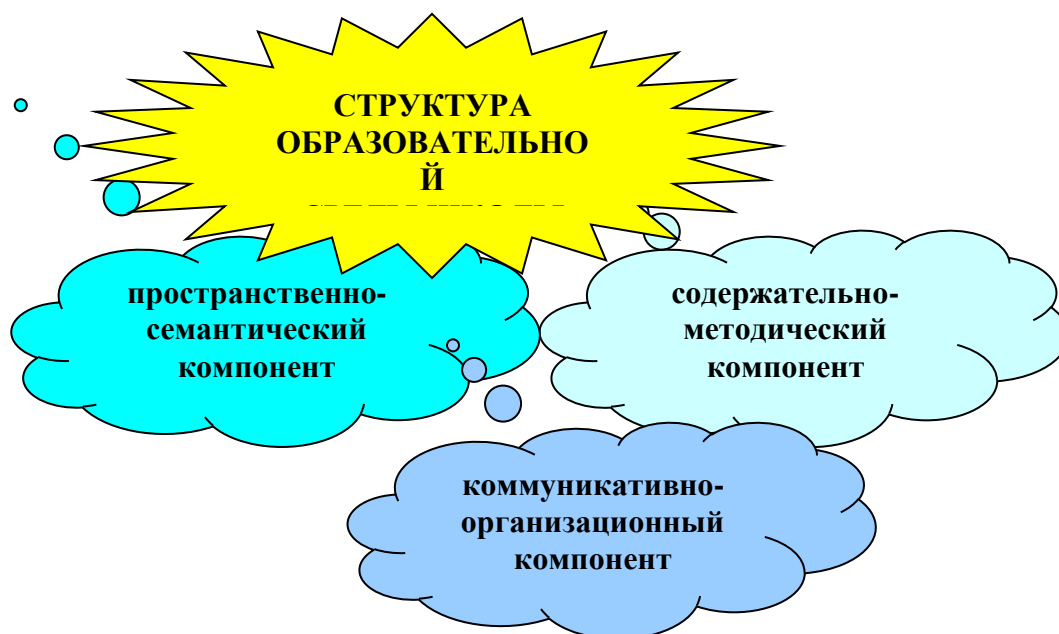 СТРУКТУРА
ОБРАЗОВАТЕЛЬНО
Й
пространственно-
семантический
компонент
содержательно-
методический
компонент
коммуникативно-
организационный
компонент